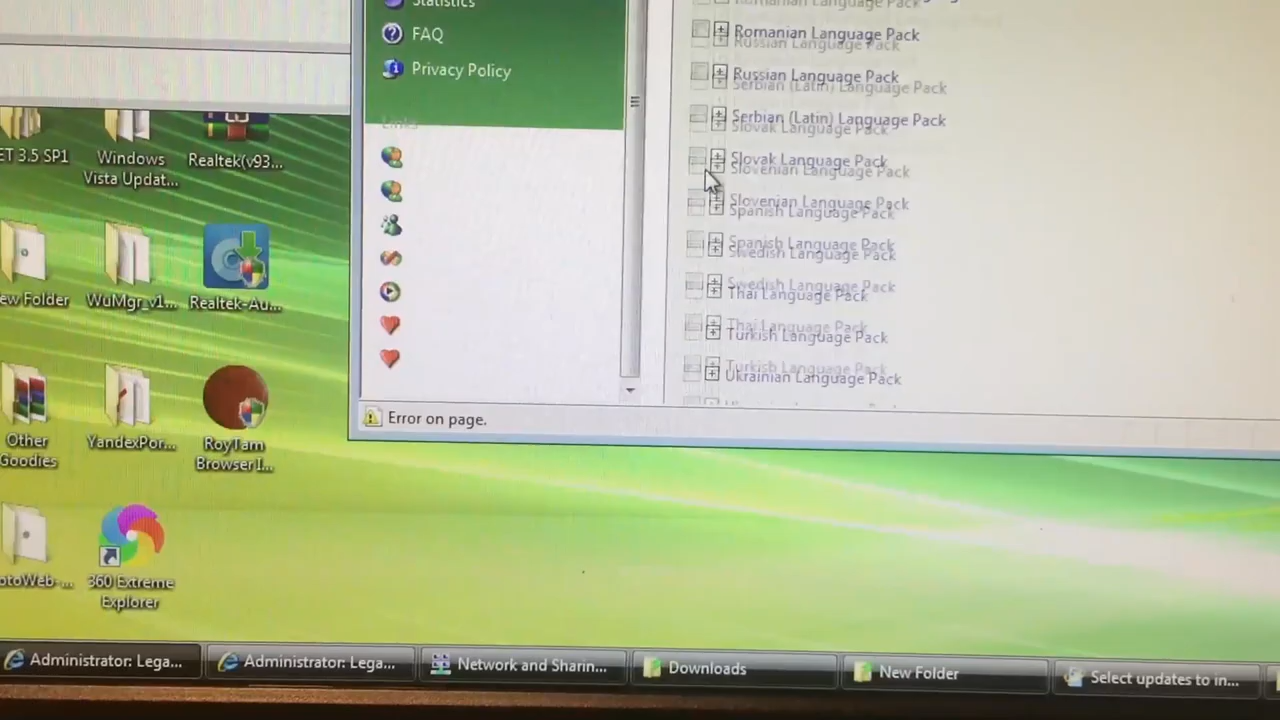 Statistics
FAQ
Privacy Policy
Links
Romanian Language Pack
Romanian Language Pack
Russian Language Pack
Russian Language Pack
Serbian (Latin) Language Pack
Serbian (Latin) Language Pack
Slovak Language Pack
Slovak Language Pack
Slovenian Language Pack
Slovenian Language Pack
Spanish Language Pack
Spanish Language Pack
Swedish Language Pack
Swedish Language Pack
Thai Language Pack
Thai Language Pack
Turkish Language Pack
Turkish Language Pack
Ukrainian Language Pack
Error on page.
ET 3.5 SP1
Windows
Vista Updat...
Realtek(v93...
ew Folder
WuMgr_v1...
Realtek-Au...
Other
Goodies
YandexPor...
RoyTam
BrowserI...
otoWeb-...
360 Extreme
Explorer
Administrator: Lega...
Administrator: Lega...
Network and Sharin...
Downloads
New Folder
Select updates to in...